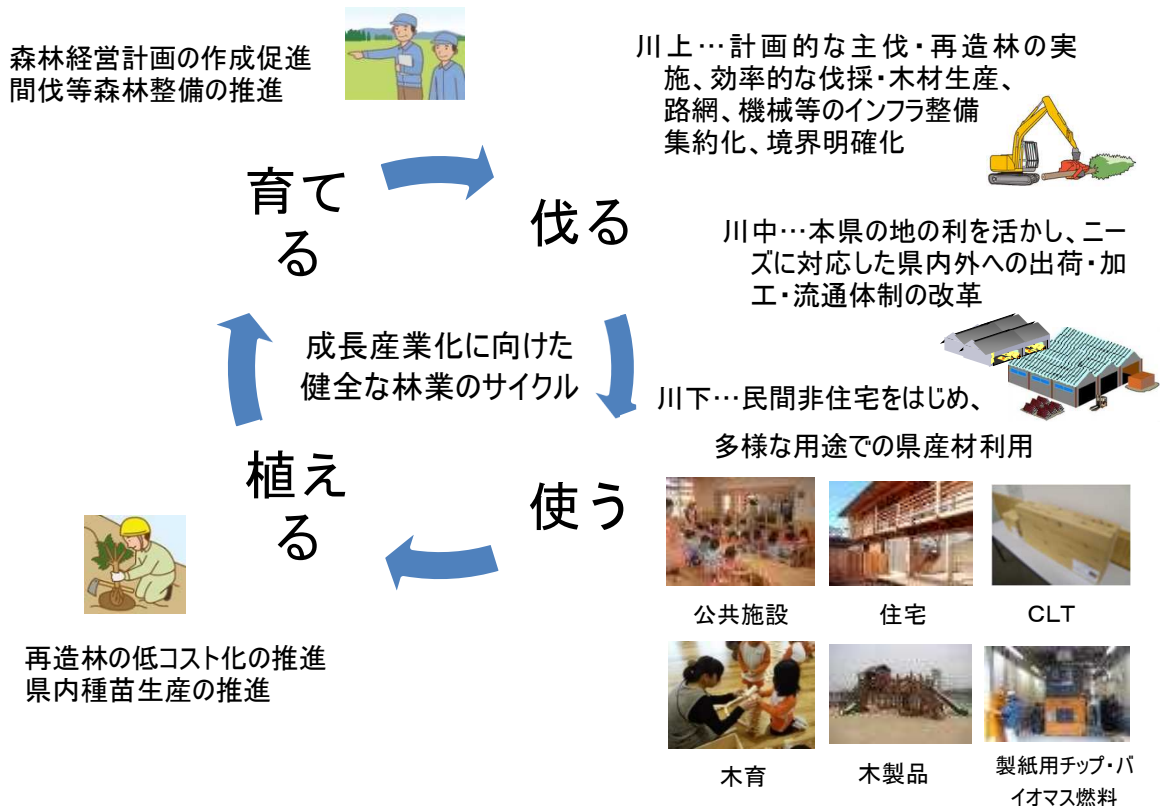 森林経営計画の作成促進
間伐等森林整備の推進
川上…計画的な主伐・再造林の実
施、効率的な伐採・木材生産、
路網、機械等のインフラ整備
集約化、境界明確化
育て
る
伐る
川中…本県の地の利を活かし、ニー
ズに対応した県内外への出荷・加
工・流通体制の改革
成長産業化に向けた
健全な林業のサイクル
川下…民間非住宅をはじめ、
多様な用途での県産材利用
植え
る
使う
再造林の低コスト化の推進
県内種苗生産の推進
公共施設
住宅
CLT
木育
木製品
製紙用チップ・バ
イオマス燃料